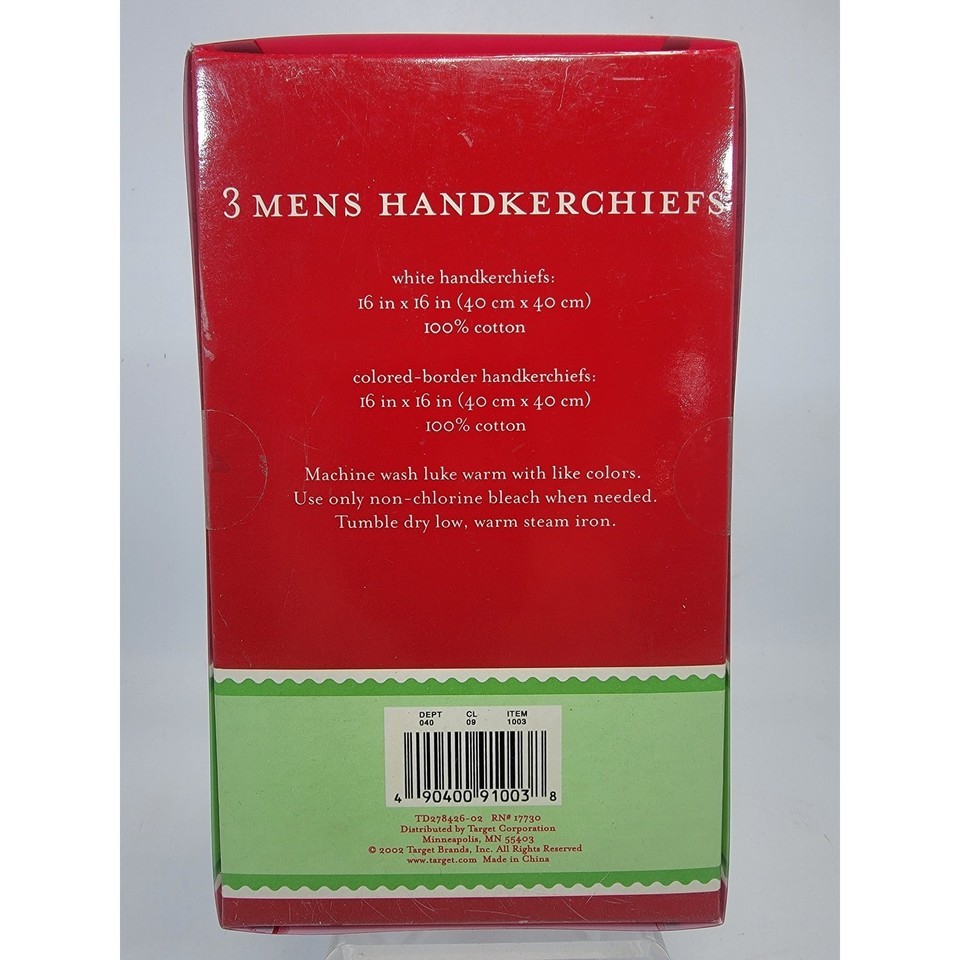 3 MENS HANDKERCHIEFS
white handkerchiefs:
16 in x 16 in (40 cm x 40 cm)
100% cotton
colored-border handkerchiefs:
16 in x 16 in (40 cm x 40 cm)
100% cotton
Machine wash luke warm with like colors.
Use only non-chlorine bleach when needed.
Tumble dry low, warm steam iron.
DEPT CL ITEM
040 09 1003
4 90400 91003 8
TD278426-02 RN# 17730
Distributed by Target Corporation
Minneapolis, MN 55403
© 2002 Target Brands, Inc. All Rights Reserved
www.target.com Made in China